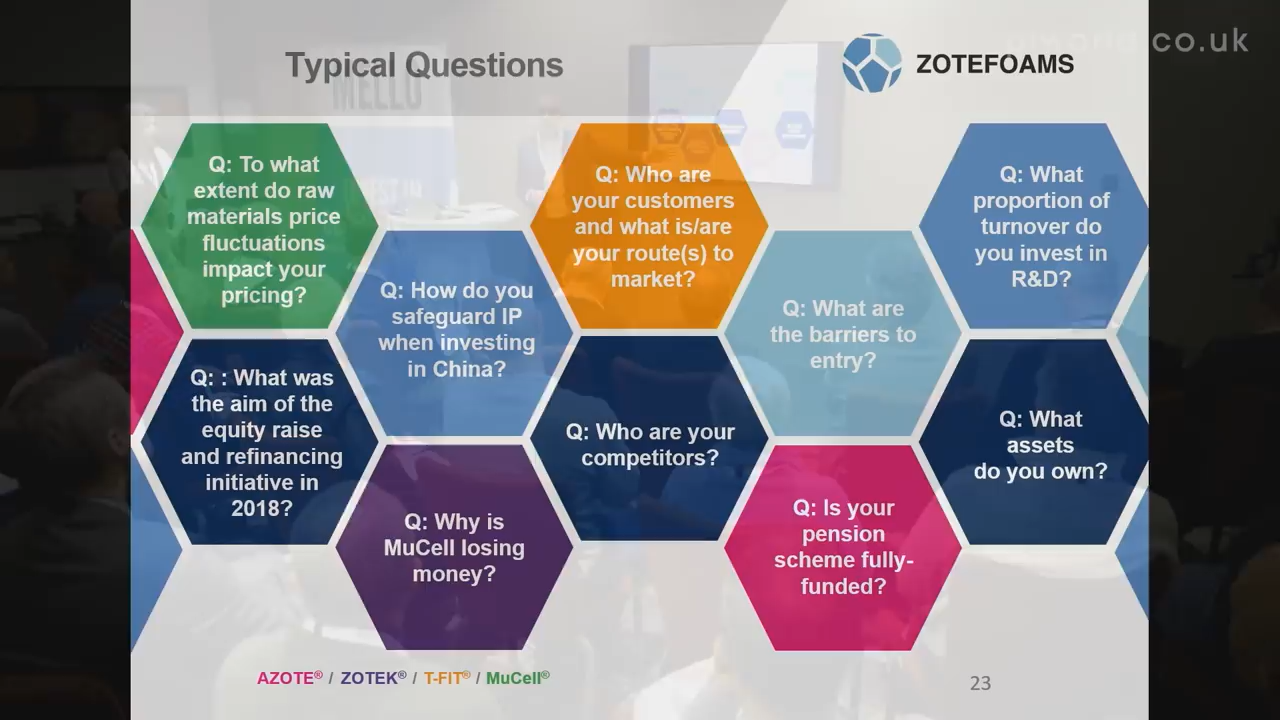 Typical Questions
ZOTEFOAMS
co.uk
MELLO
Q: To what
extent do raw
materials price
fluctuations
impact your
pricing?
Q: How do you
safeguard IP
when investing
in China?
Q: Who are
your customers
and what is/are
your route(s) to
market?
Q: What are
the barriers to
entry?
Q: What
proportion of
turnover do
you invest in
R&D?
Q: : What was
the aim of the
equity raise
and refinancing
initiative in
2018?
Q: Why is
MuCell losing
money?
Q: Who are your
competitors?
Q: Is your
pension
scheme fully-
funded?
Q: What
assets
do you own?
AZOTE® / ZOTEK® / T-FIT® / MuCell®
23